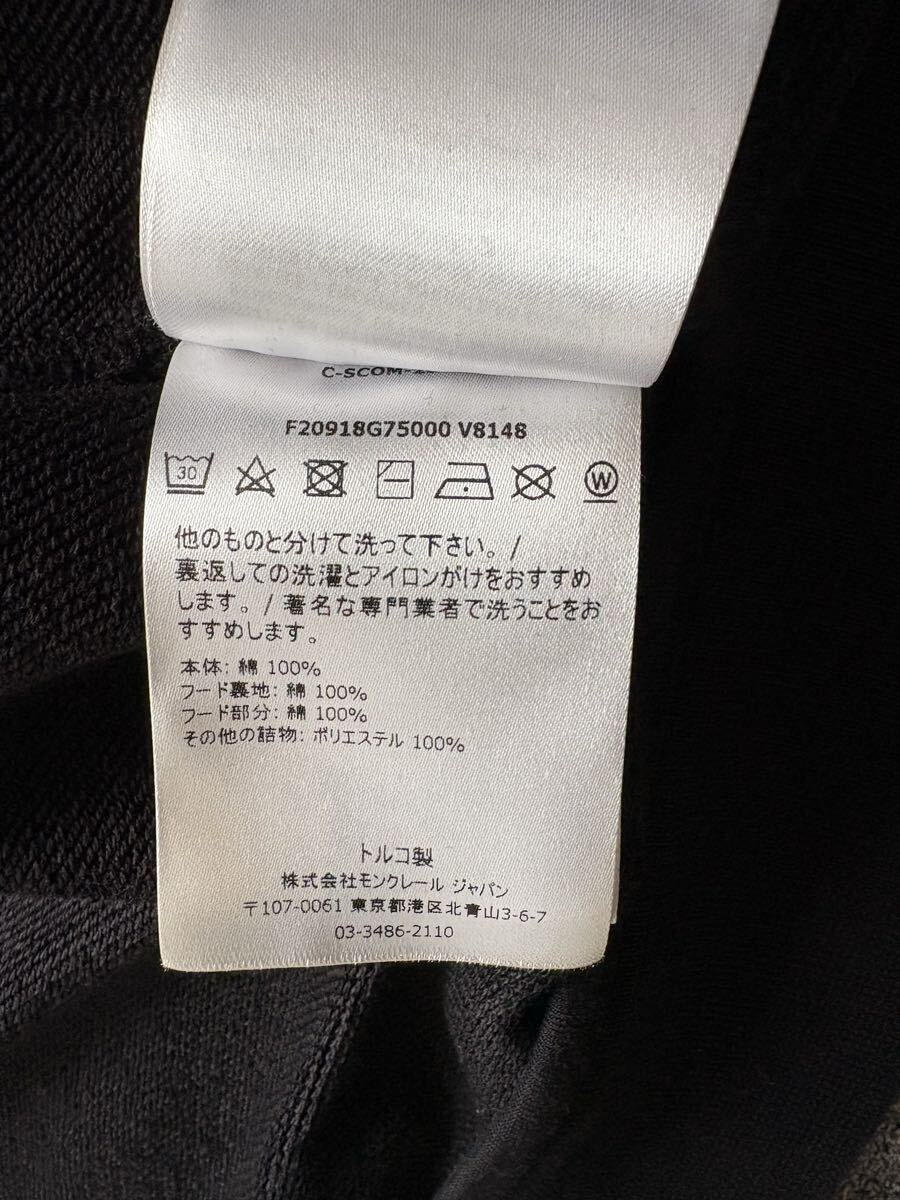 C-SCOM-
F20918G75000 V8148
30
W
他のものと分けて洗って下さい。/
裏返しての洗濯とアイロンがけをおすすめ
します。/ 著名な専門業者で洗うことをお
すすめします。
本体: 綿 100%
フード裏地: 綿 100%
フード部分: 綿 100%
その他の詰物: ポリエステル 100%
トルコ製
株式会社モンクレール ジャパン
〒107-0061 東京都港区北青山3-6-7
03-3486-2110